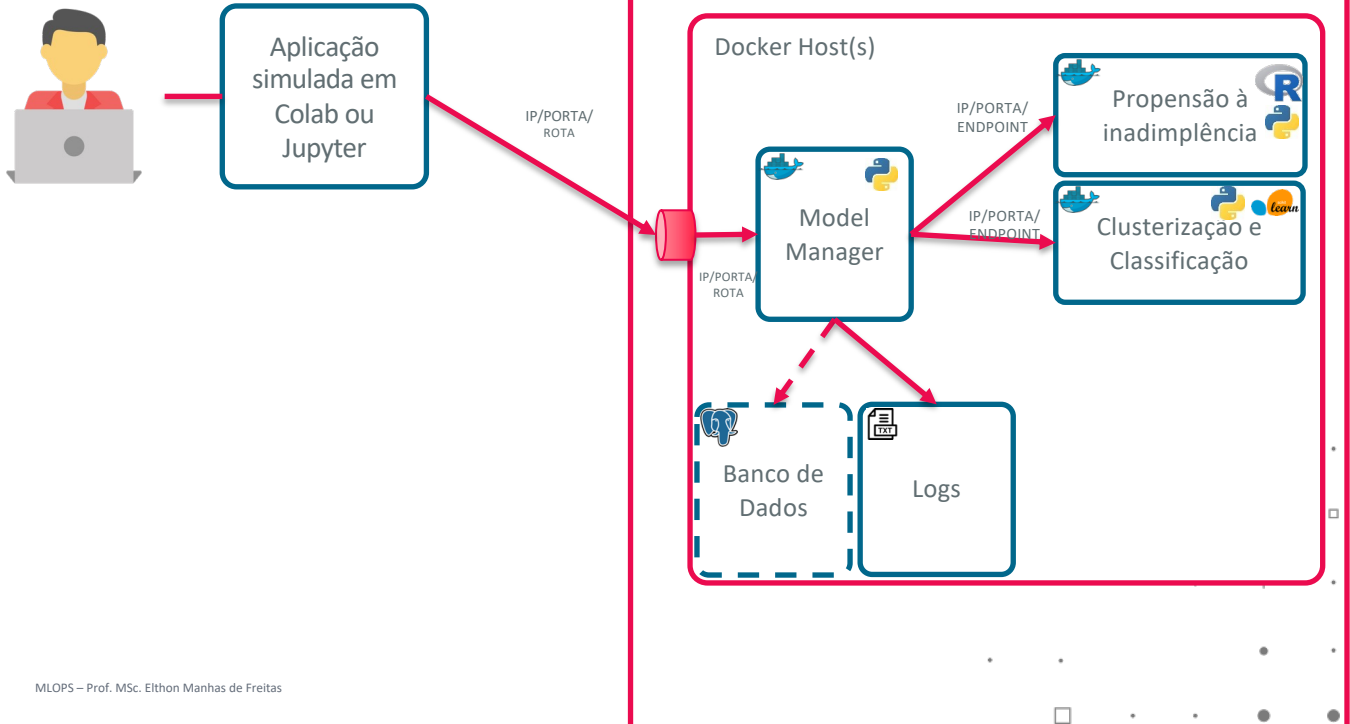 Aplicação
simulada em
Colab ou
Jupyter
IP/PORTA/
ROTA
Docker Host(s)
IP/PORTA/
ROTA
Model
Manager
IP/PORTA/
ENDPOINT
Propensão à
inadimplência
R
IP/PORTA/
ENDPOINT
learn
Clusterização e
Classificação
Banco de
Dados
TXT
Logs
MLOPS – Prof. MSc. Elthon Manhas de Freitas